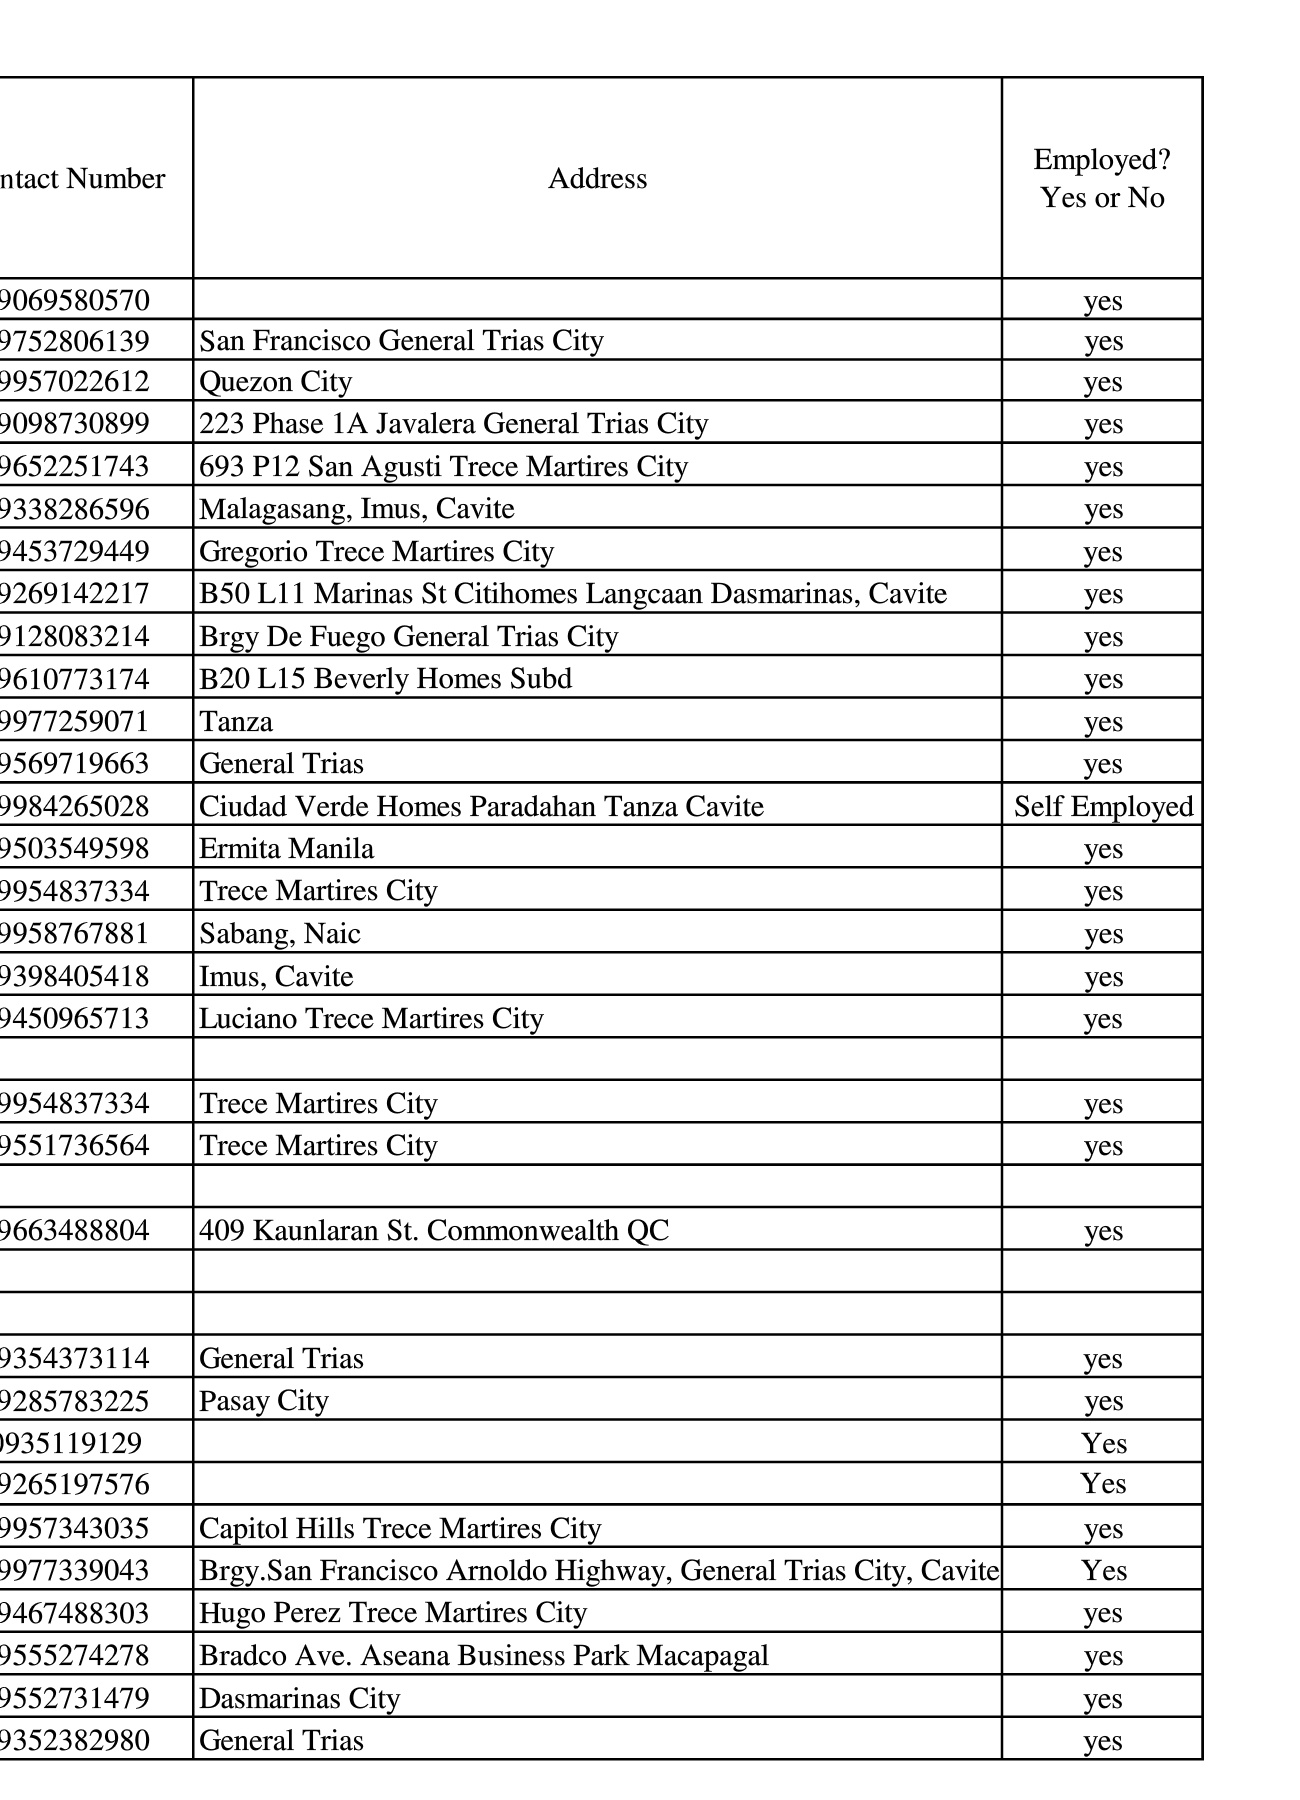 ntact Number Address Employed?
Yes or No
9069580570 yes
9752806139 San Francisco General Trias City yes
9957022612 Quezon City yes
9098730899 223 Phase 1A Javalera General Trias City yes
9652251743 693 P12 San Agusti Trece Martires City yes
9338286596 Malagasang, Imus, Cavite yes
9453729449 Gregorio Trece Martires City yes
9269142217 B50 L11 Marinas St Citihomes Langcaan Dasmarinas, Cavite yes
9128083214 Brgy De Fuego General Trias City yes
9610773174 B20 L15 Beverly Homes Subd yes
9977259071 Tanza yes
9569719663 General Trias yes
9984265028 Ciudad Verde Homes Paradahan Tanza Cavite Self Employed
9503549598 Ermita Manila yes
9954837334 Trece Martires City yes
9958767881 Sabang, Naic yes
9398405418 Imus, Cavite yes
9450965713 Luciano Trece Martires City yes
9954837334 Trece Martires City yes
9551736564 Trece Martires City yes
9663488804 409 Kaunlaran St. Commonwealth QC yes
9354373114 General Trias yes
9285783225 Pasay City yes
0935119129 Yes
9265197576 Yes
9957343035 Capitol Hills Trece Martires City yes
9977339043 Brgy.San Francisco Arnoldo Highway, General Trias City, Cavite Yes
9467488303 Hugo Perez Trece Martires City yes
9555274278 Bradco Ave. Aseana Business Park Macapagal yes
9552731479 Dasmarinas City yes
9352382980 General Trias yes